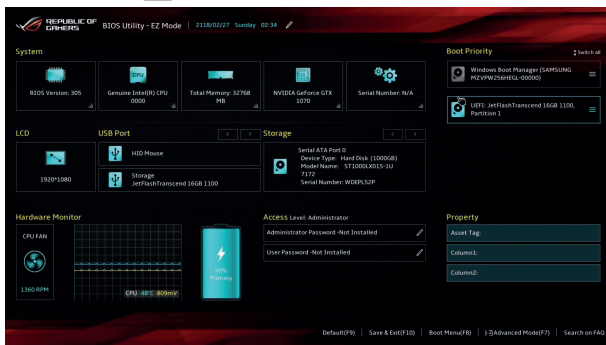 REPUBLIC OF
GAMERS
BIOS Utility - EZ Mode
2118/02/27 Sunday 02:34
System
BIOS Version: 305
CPU
Genuine Intel(R) CPU
0000
Total Memory: 32768
MB
NVIDIA GeForce GTX
1070
Serial Number: N/A
Boot Priority
Switch all
Windows Boot Manager (SAMSUNG
MZVPW256HEGL-00000)
UEFI: JetFlashTranscend 16GB 1100,
Partition 1
LCD
1920*1080
USB Port
HID Mouse
Storage
JetFlashTranscend 16GB 1100
Storage
Serial ATA Port 0
Device Type: Hard Disk (1000GB)
Model Name: ST1000LX015-1U
7172
Serial Number: WDEPLS2P
Hardware Monitor
CPU FAN
1360 RPM
CPU 48°C 809mV
99%
Primary
Access Level: Administrator
Administrator Password -Not Installed
User Password -Not Installed
Property
Asset Tag:
Column1:
Column2:
Default(F9) | Save & Exit(F10) | Boot Menu(F8) | Advanced Mode(F7) | Search on FAQ